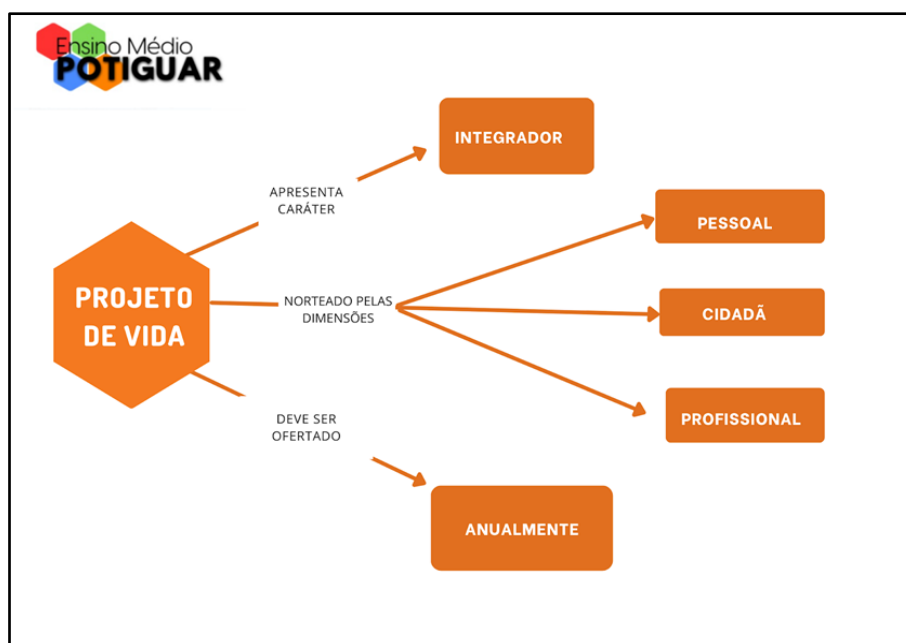 Ensino Médio
POTIGUAR
INTEGRADOR
APRESENTA
CARÁTER
PESSOAL
PROJETO
DE VIDA
NORTEADO PELAS
DIMENSÕES
CIDADÃ
PROFISSIONAL
DEVE SER
OFERTADO
ANUALMENTE